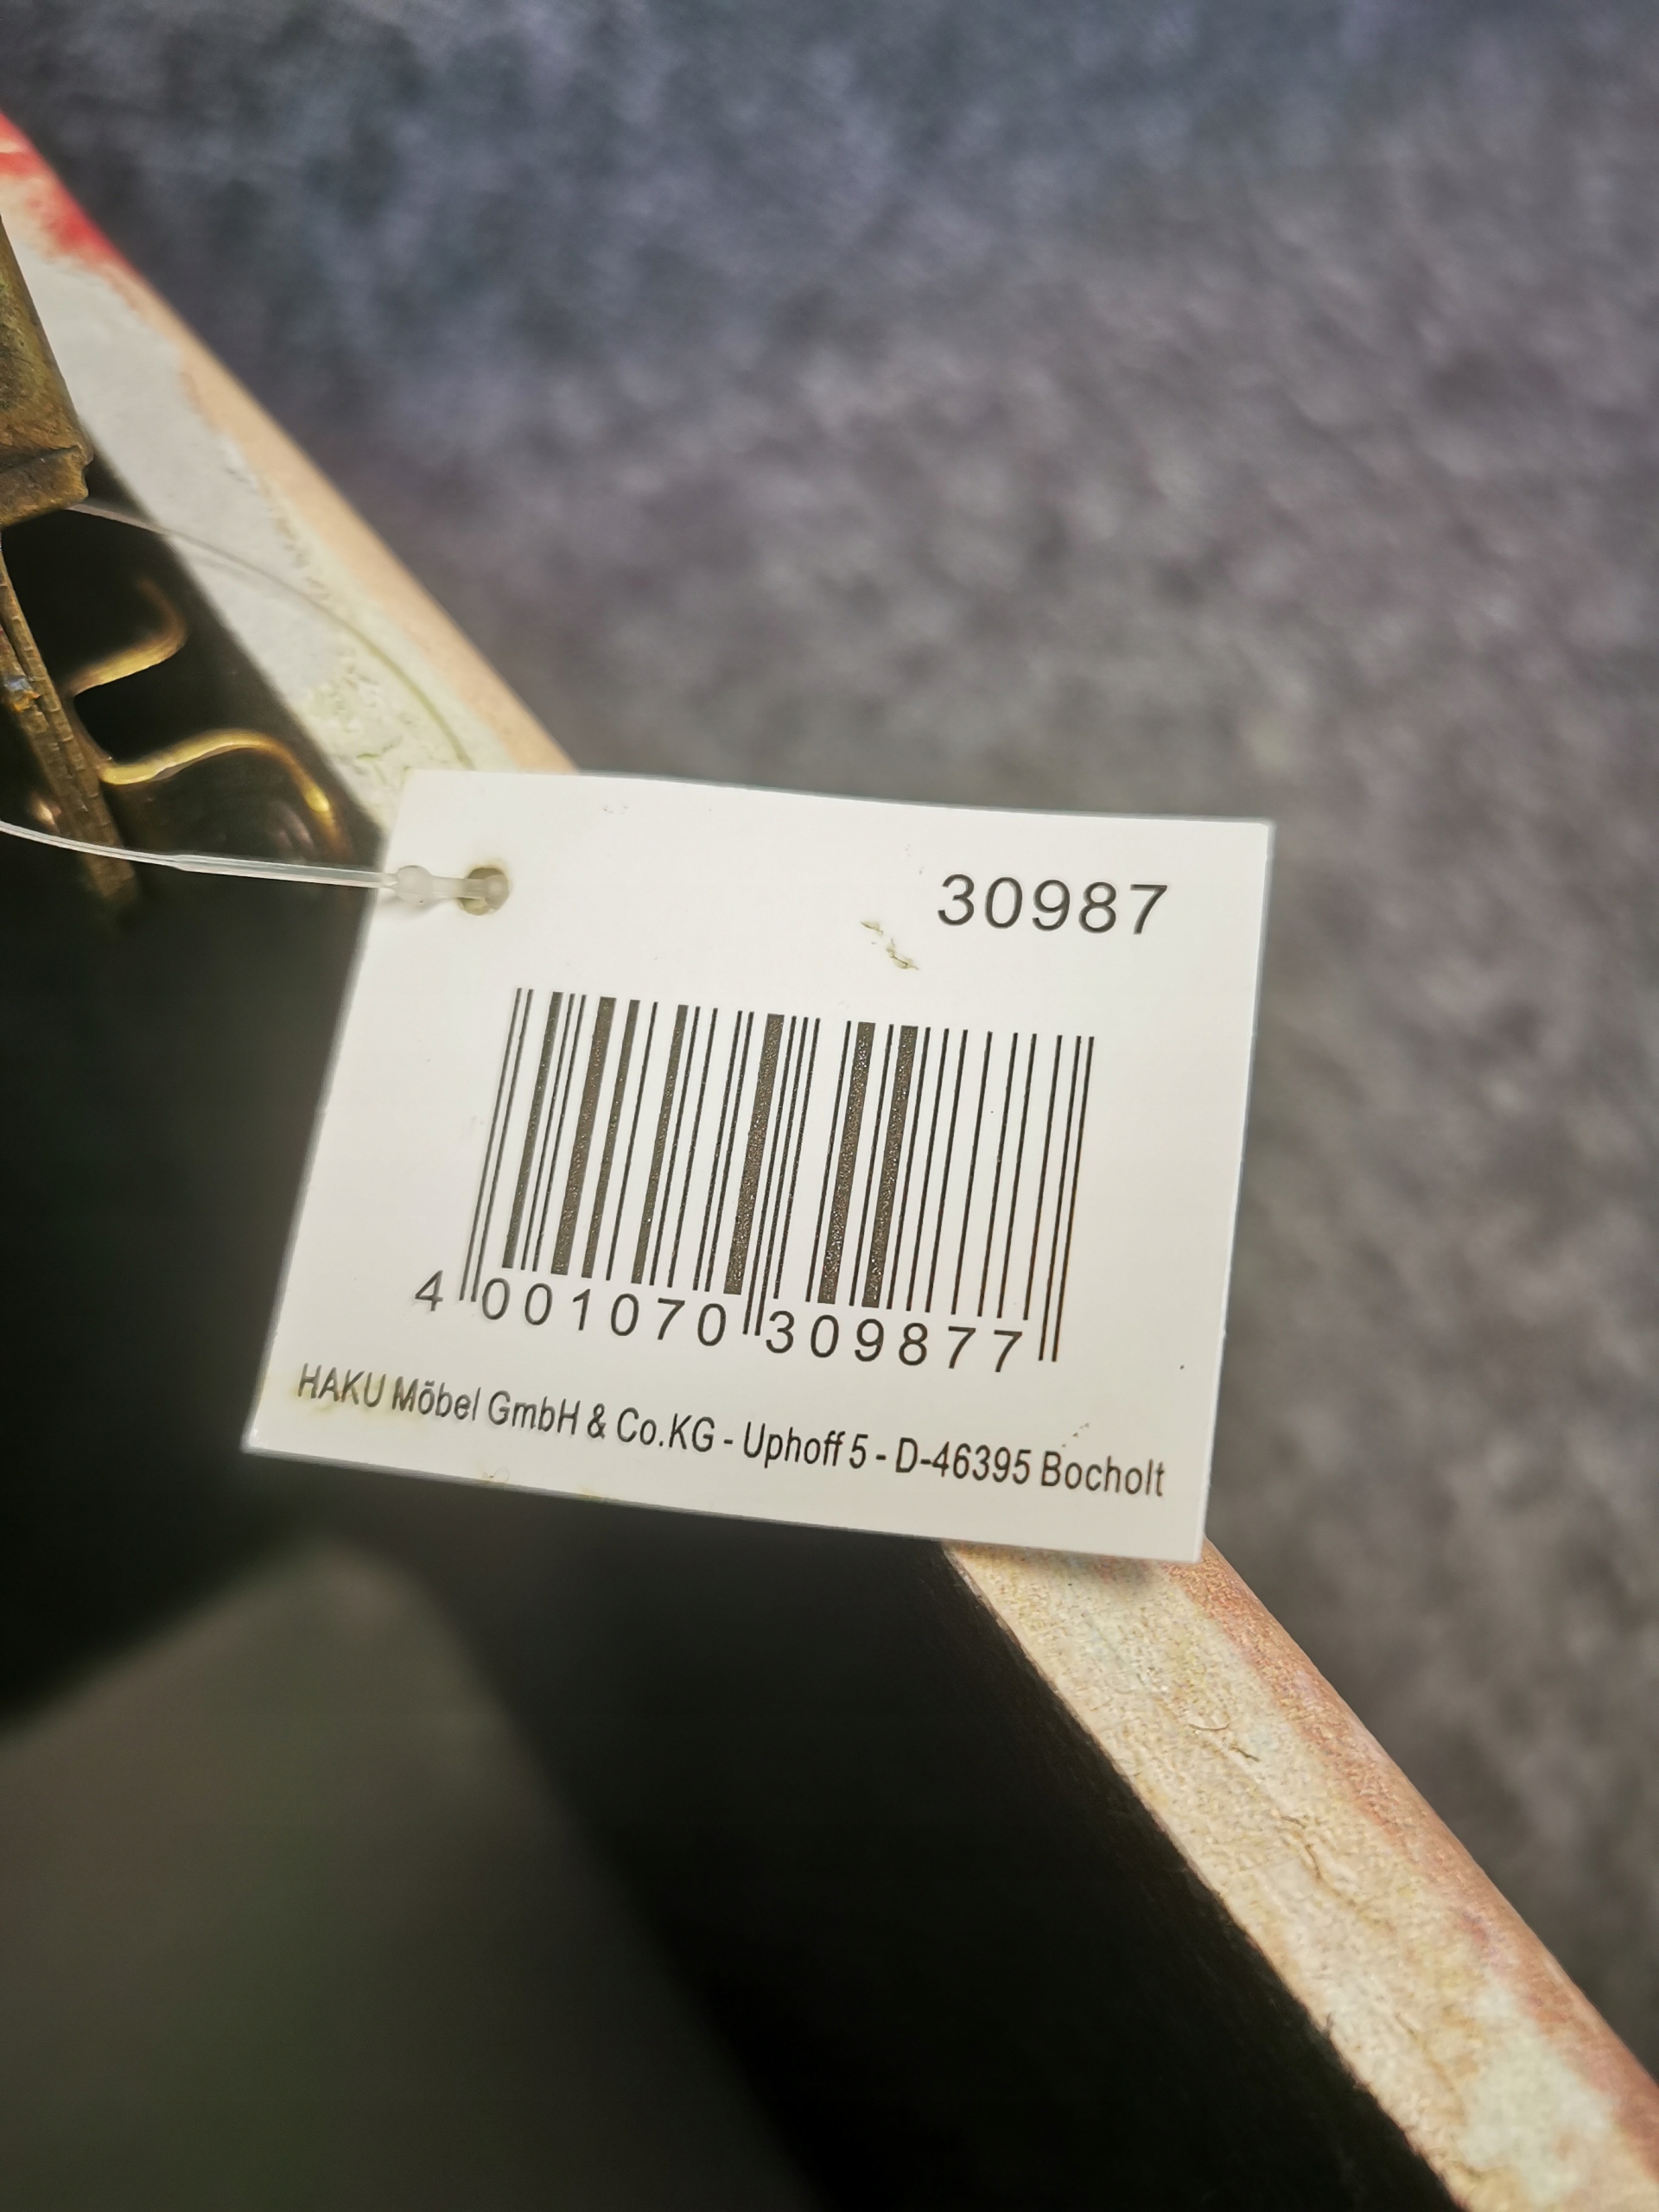 30987
4 001070 309877
HAKU Möbel GmbH & Co.KG - Uphoff 5 - D-46395 Bocholt